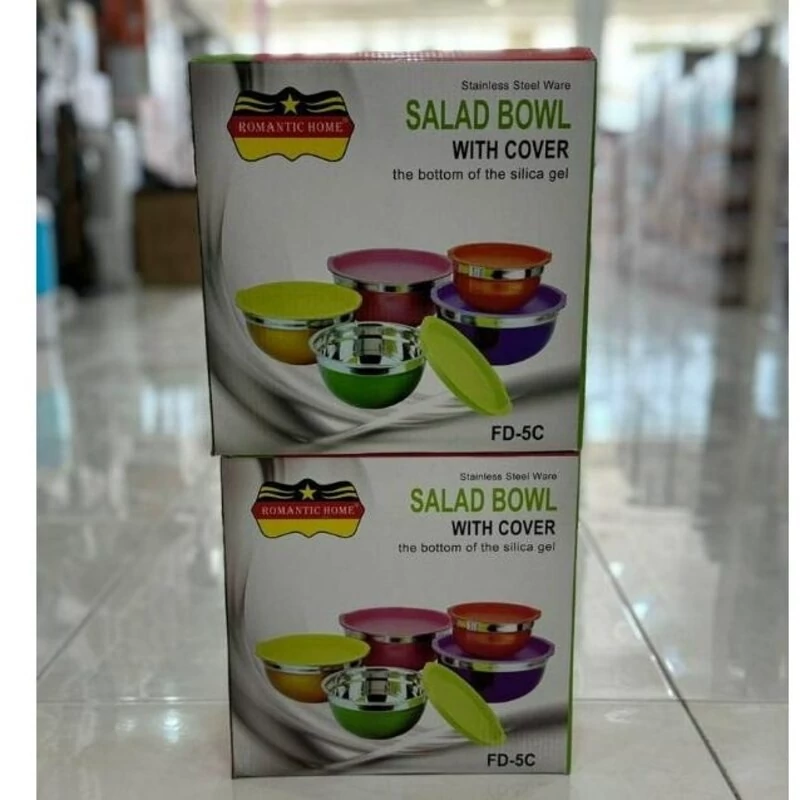 ROMANTIC HOME®
Stainless Steel Ware
SALAD BOWL
WITH COVER
the bottom of the silica gel
FD-5C
ROMANTIC HOME®
Stainless Steel Ware
SALAD BOWL
WITH COVER
the bottom of the silica gel
FD-5C